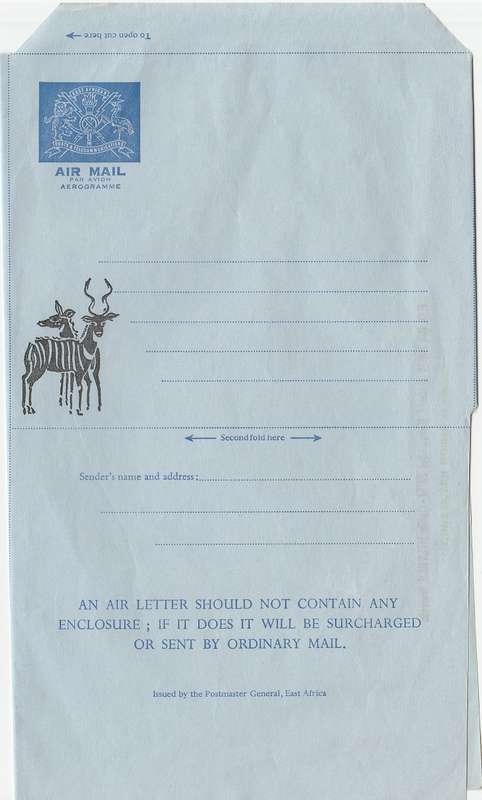 To open cut here
EAST AFRICAN
POSTS & TELECOMMUNICATIONS
AIR MAIL
PAR AVION
AEROGRAMME
Second fold here
Sender's name and address:
AN AIR LETTER SHOULD NOT CONTAIN ANY
ENCLOSURE ; IF IT DOES IT WILL BE SURCHARGED
OR SENT BY ORDINARY MAIL.
Issued by the Postmaster General, East Africa